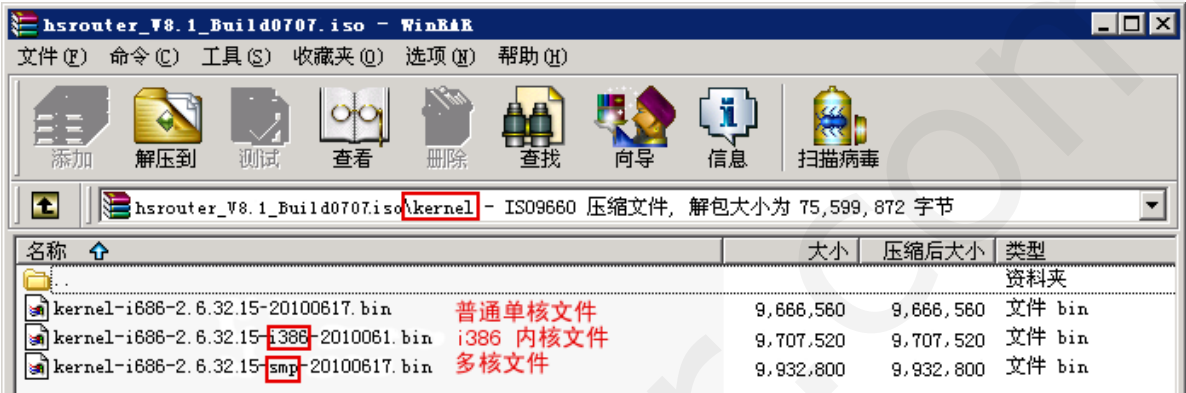 hsrouter_V8.1_Build0707.iso - WinRAR
文件(F) 命令(C) 工具(S) 收藏夹(O) 选项(N) 帮助(H)
添加 解压到 测试 查看 删除 查找 向导 信息 扫描病毒
hsrouter_V8.1_Build0707.iso\kernel - ISO9660 压缩文件, 解包大小为 75,599,872 字节
名称 大小 压缩后大小 类型
.. 资料夹
kernel-i686-2.6.32.15-20100617.bin 普通单核文件 9,666,560 9,666,560 文件 bin
kernel-i686-2.6.32.15-i386-2010061.bin i386 内核文件 9,707,520 9,707,520 文件 bin
kernel-i686-2.6.32.15-smp-20100617.bin 多核文件 9,932,800 9,932,800 文件 bin